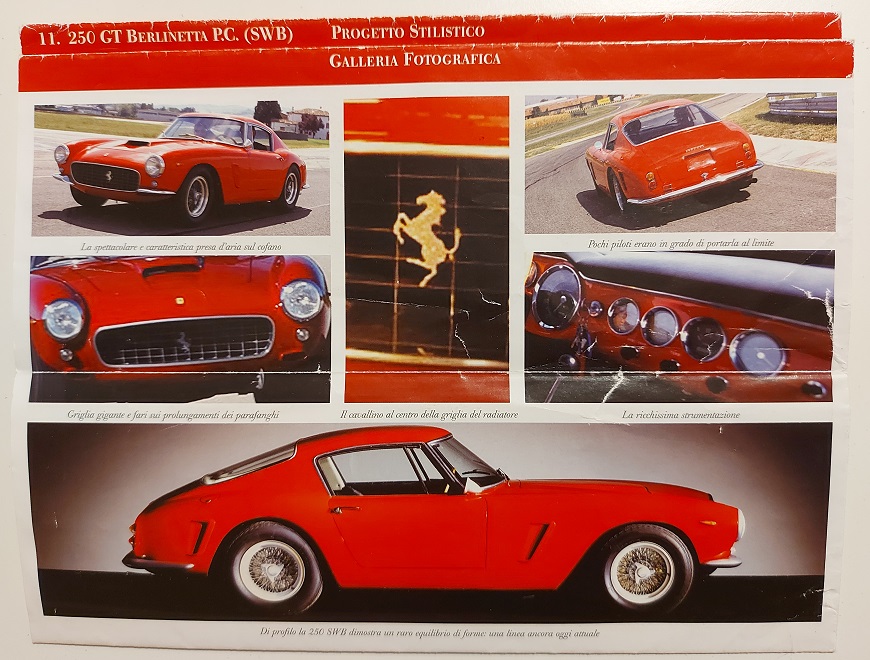 11. 250 GT Berlinetta P.C. (SWB) Progetto Stilistico
Galleria Fotografica
La spettacolare e caratteristica presa d'aria sul cofano
Pochi piloti erano in grado di portarla al limite
Griglia gigante e fari sui prolungamenti dei parafanghi
Il cavallino al centro della griglia del radiatore
La ricchissima strumentazione
Di profilo la 250 SWB dimostra un raro equilibrio di forme: una linea ancora oggi attuale